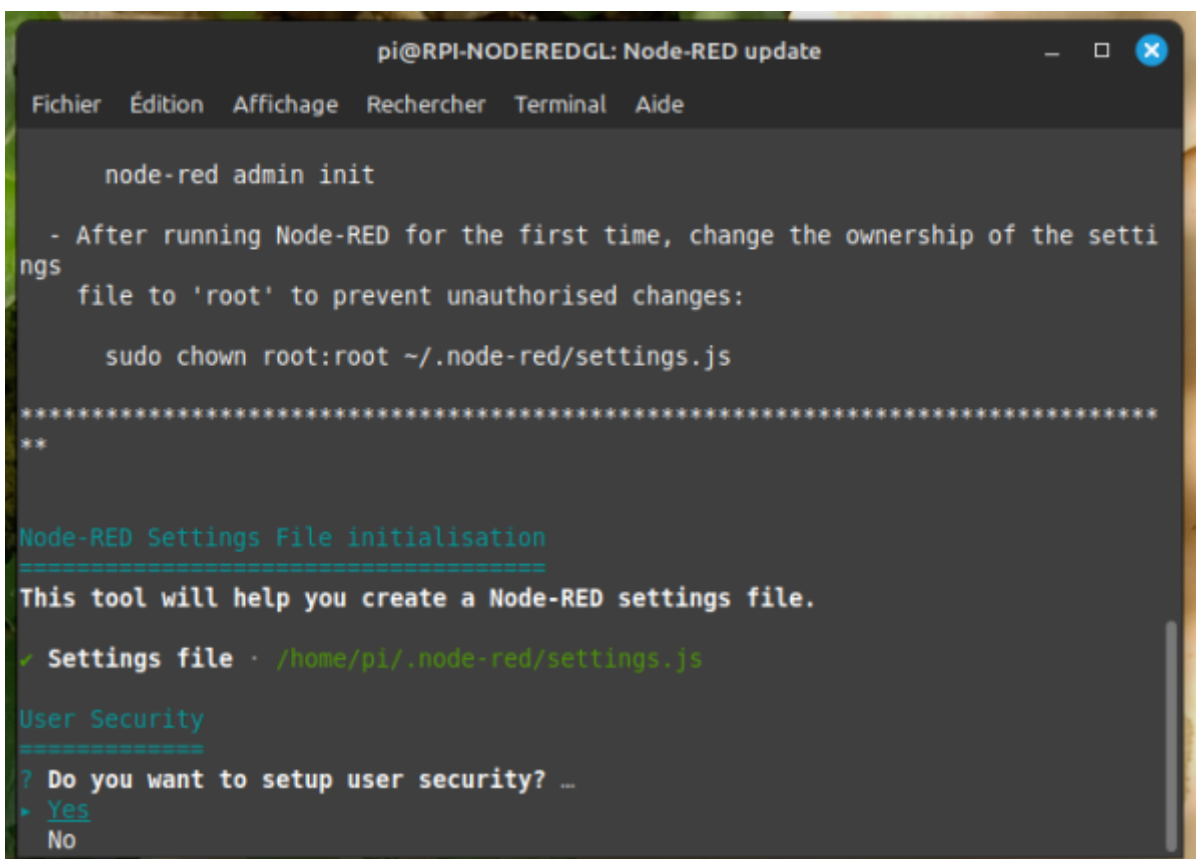 pi@RPI-NODEREDGL: Node-RED update
Fichier Édition Affichage Rechercher Terminal Aide
node-red admin init
- After running Node-RED for the first time, change the ownership of the setti
ngs
file to 'root' to prevent unauthorised changes:
sudo chown root:root ~/.node-red/settings.js
********************************************************************************
**
Node-RED Settings File initialisation
=====================================
This tool will help you create a Node-RED settings file.
✔ Settings file · /home/pi/.node-red/settings.js
User Security
=============
? Do you want to setup user security? …
▸ Yes
No